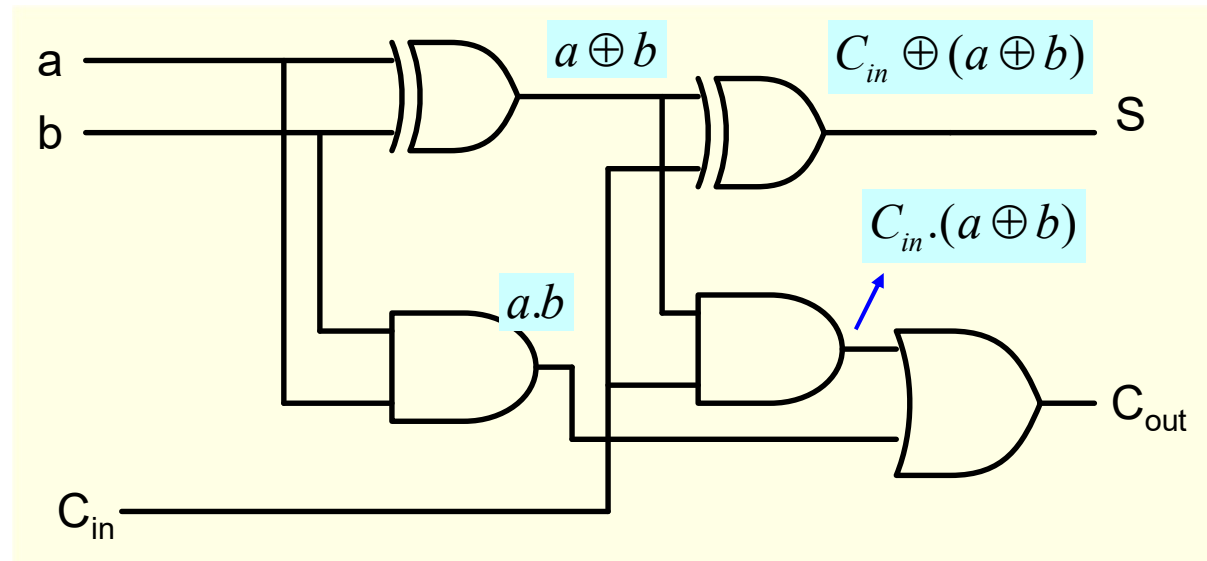 a
b
a ⊕ b
C_in ⊕ (a ⊕ b)
S
C_in.(a ⊕ b)
a.b
C_out
C_in